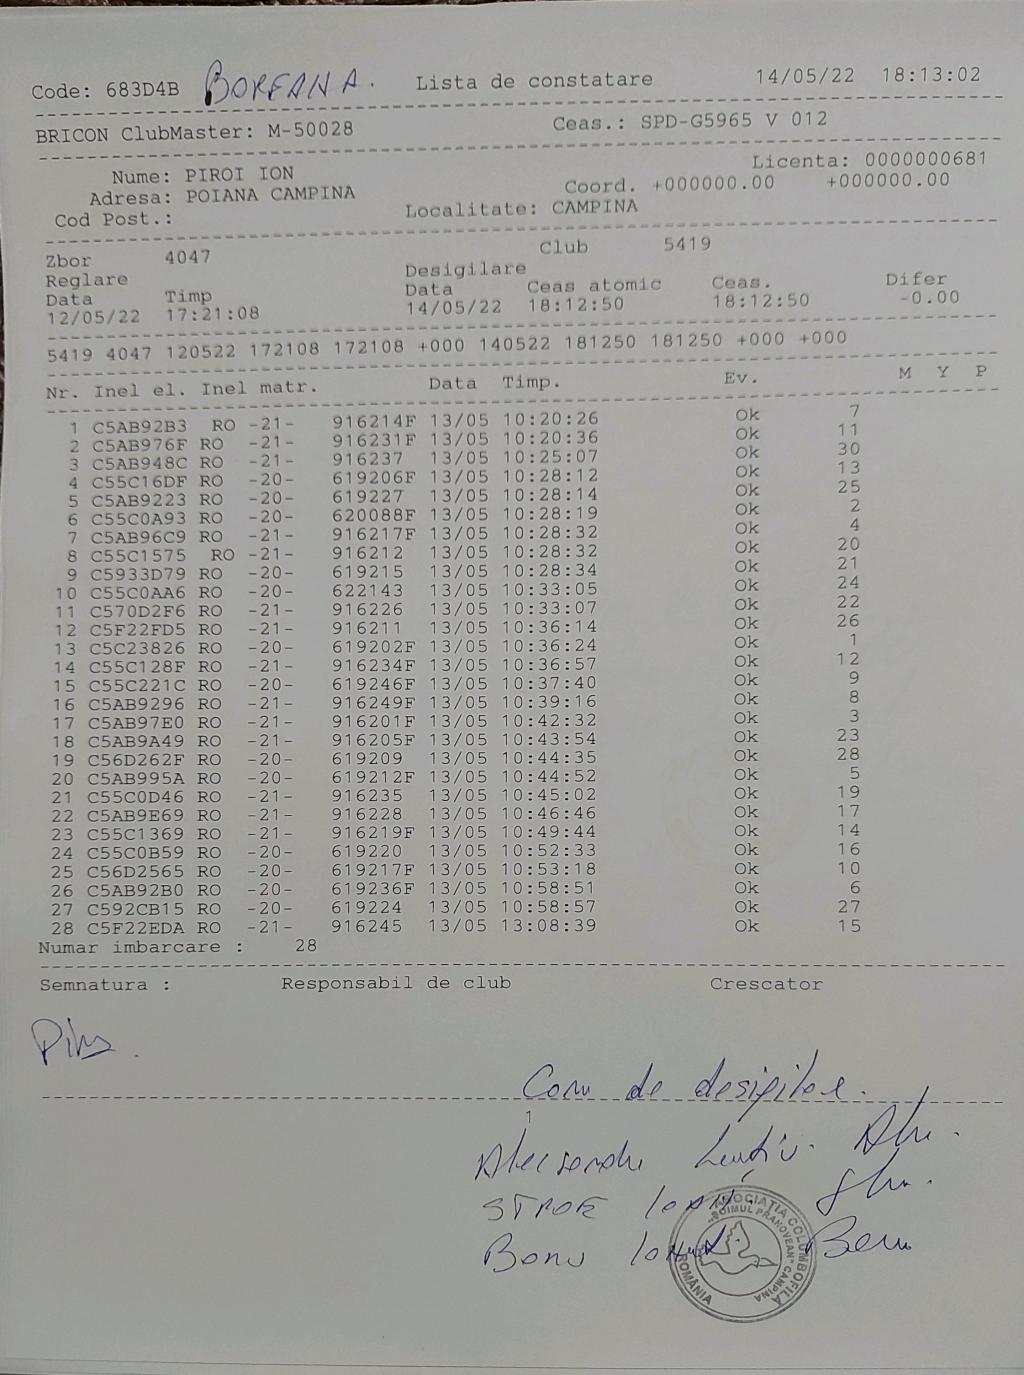 Code: 683D4B BOREANA. Lista de constatare 14/05/22 18:13:02
BRICON ClubMaster: M-50028 Ceas.: SPD-G5965 V 012
Licenta: 0000000681
Nume: PIROI ION
Adresa: POIANA CAMPINA Coord. +000000.00 +000000.00
Cod Post.: Localitate: CAMPINA
Zbor 4047 Club 5419
Reglare Desigilare
Data Timp Data Ceas atomic Ceas. Difer
12/05/22 17:21:08 14/05/22 18:12:50 18:12:50 -0.00
5419 4047 120522 172108 172108 +000 140522 181250 181250 +000 +000
Nr. Inel el. Inel matr. Data Timp. Ev. M Y P
1 C5AB92B3 RO -21- 916214F 13/05 10:20:26 Ok 7
2 C5AB976F RO -21- 916231F 13/05 10:20:36 Ok 11
3 C5AB948C RO -21- 916237 13/05 10:25:07 Ok 30
4 C55C16DF RO -20- 619206F 13/05 10:28:12 Ok 13
5 C5AB9223 RO -20- 619227 13/05 10:28:14 Ok 25
6 C55C0A93 RO -20- 620088F 13/05 10:28:19 Ok 2
7 C5AB96C9 RO -21- 916217F 13/05 10:28:32 Ok 4
8 C55C1575 RO -21- 916212 13/05 10:28:32 Ok 20
9 C5933D79 RO -20- 619215 13/05 10:28:34 Ok 21
10 C55C0AA6 RO -20- 622143 13/05 10:33:05 Ok 24
11 C570D2F6 RO -21- 916226 13/05 10:33:07 Ok 22
12 C5F22FD5 RO -21- 916211 13/05 10:36:14 Ok 26
13 C5C23826 RO -20- 619202F 13/05 10:36:24 Ok 1
14 C55C128F RO -21- 916234F 13/05 10:36:57 Ok 12
15 C55C221C RO -20- 619246F 13/05 10:37:40 Ok 9
16 C5AB9296 RO -21- 916249F 13/05 10:39:16 Ok 8
17 C5AB97E0 RO -21- 916201F 13/05 10:42:32 Ok 3
18 C5AB9A49 RO -21- 916205F 13/05 10:43:54 Ok 23
19 C56D262F RO -20- 619209 13/05 10:44:35 Ok 28
20 C5AB995A RO -20- 619212F 13/05 10:44:52 Ok 5
21 C55C0D46 RO -21- 916235 13/05 10:45:02 Ok 19
22 C5AB9E69 RO -21- 916228 13/05 10:46:46 Ok 17
23 C55C1369 RO -21- 916219F 13/05 10:49:44 Ok 14
24 C55C0B59 RO -20- 619220 13/05 10:52:33 Ok 16
25 C56D2565 RO -20- 619217F 13/05 10:53:18 Ok 10
26 C5AB92B0 RO -20- 619236F 13/05 10:58:51 Ok 6
27 C592CB15 RO -20- 619224 13/05 10:58:57 Ok 27
28 C5F22EDA RO -21- 916245 13/05 13:08:39 Ok 15
Numar imbarcare : 28
Semnatura : Responsabil de club Crescator
Com de desigilare.
1
STROE
ASOCIAŢIA COLUMBOFILĂ
"ŞOIMUL PRAHOVEAN" CAMPINA
ROMÂNIA